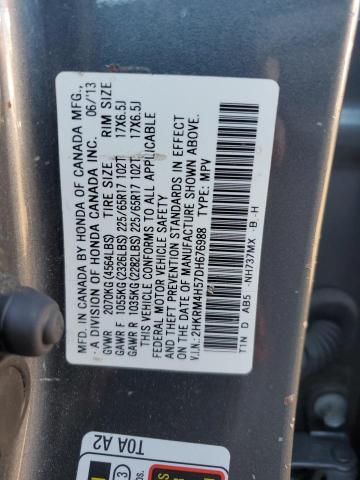 MFD. IN CANADA BY HONDA OF CANADA MFG.,
A DIVISION OF HONDA CANADA INC. 06/13
GVWR 2070KG (4564LBS) TIRE SIZE RIM SIZE
GAWR F 1055KG (2326LBS) 225/65R17 102T 17X6.5J
GAWR R 1035KG (2282LBS) 225/65R17 102T 17X6.5J
THIS VEHICLE CONFORMS TO ALL APPLICABLE
FEDERAL MOTOR VEHICLE SAFETY
AND THEFT PREVENTION STANDARDS IN EFFECT
ON THE DATE OF MANUFACTURE SHOWN ABOVE.
V.I.N.: 2HKRM4H57DH676988 TYPE: MPV
T1N D AB5 -NH737MX -B -H
T0A A2
3